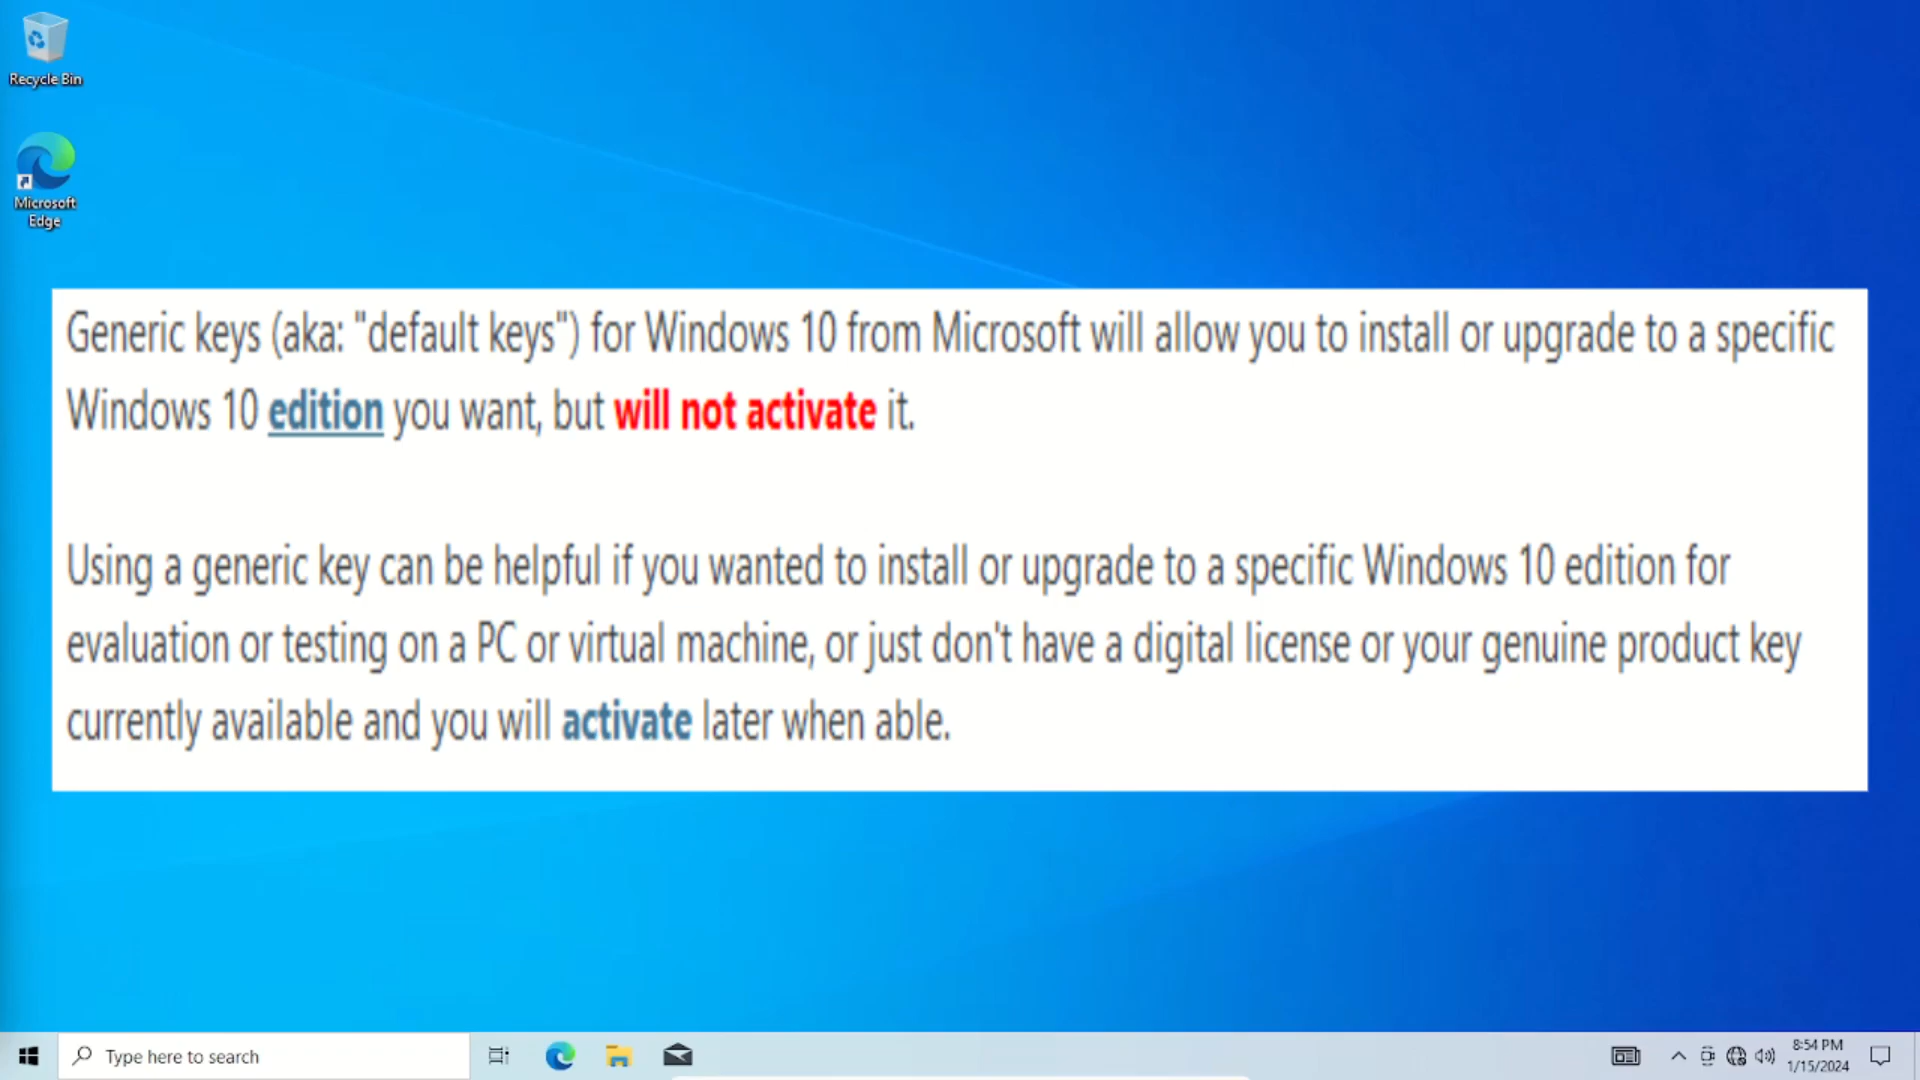 Recycle Bin
Microsoft
Edge
Generic keys (aka: "default keys") for Windows 10 from Microsoft will allow you to install or upgrade to a specific
Windows 10 edition you want, but will not activate it.
Using a generic key can be helpful if you wanted to install or upgrade to a specific Windows 10 edition for
evaluation or testing on a PC or virtual machine, or just don't have a digital license or your genuine product key
currently available and you will activate later when able.
Type here to search
8:54 PM
1/15/2024